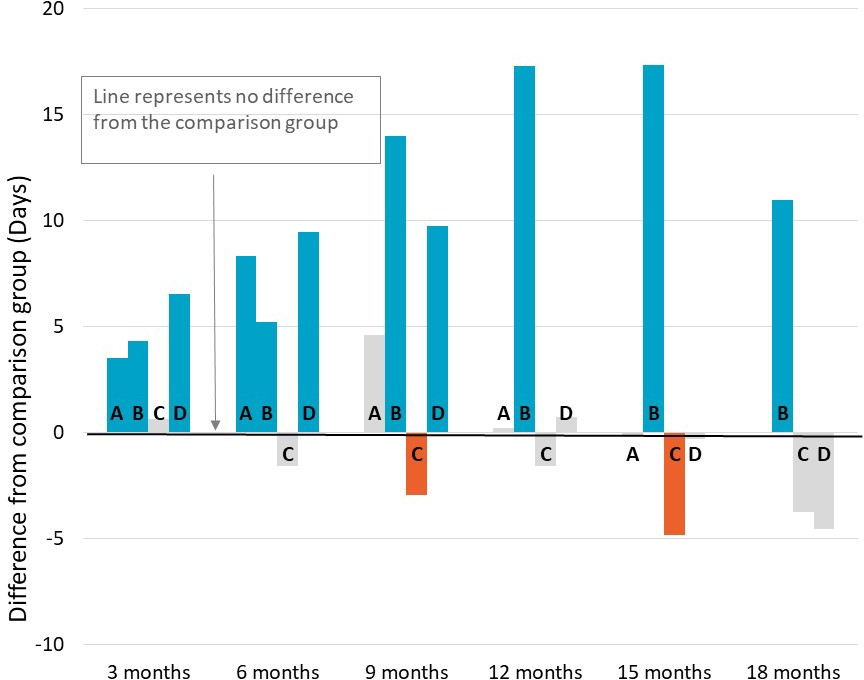 20
Line represents no difference
from the comparison group
15
10
5
0
-5
-10
Difference from comparison group (Days)
A B C D
A B D
C
A B D
C
A B D
C
B
A C D
B
C D
3 months
6 months
9 months
12 months
15 months
18 months